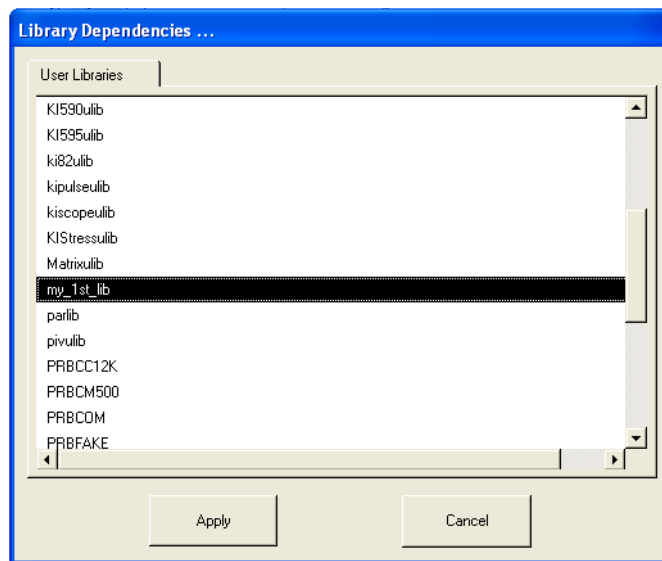 Library Dependencies ...
User Libraries
KI590ulib
KI595ulib
ki82ulib
kipulseulib
kiscopeulib
KIStressulib
Matrixulib
my_1st_lib
parlib
pivulib
PRBCC12K
PRBCM500
PRBCOM
PRBFAKE
Apply
Cancel